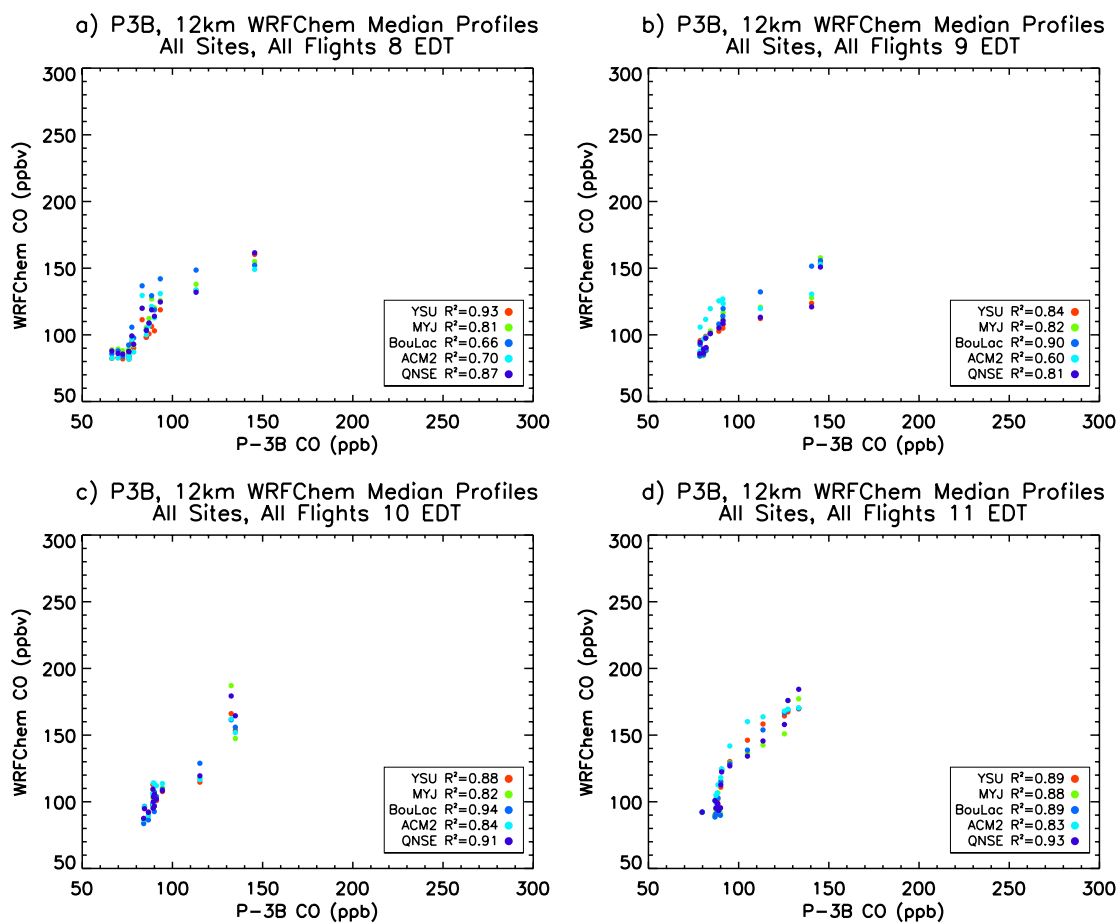 a) P3B, 12km WRFChem Median Profiles
All Sites, All Flights 8 EDT
300
250
200
150
100
50
WRFChem CO (ppbv)
YSU R²=0.93
MYJ R²=0.81
BouLac R²=0.66
ACM2 R²=0.70
QNSE R²=0.87
50 100 150 200 250 300
P-3B CO (ppb)
b) P3B, 12km WRFChem Median Profiles
All Sites, All Flights 9 EDT
300
250
200
150
100
50
WRFChem CO (ppbv)
YSU R²=0.84
MYJ R²=0.82
BouLac R²=0.90
ACM2 R²=0.60
QNSE R²=0.81
50 100 150 200 250 300
P-3B CO (ppb)
c) P3B, 12km WRFChem Median Profiles
All Sites, All Flights 10 EDT
300
250
200
150
100
50
WRFChem CO (ppbv)
YSU R²=0.88
MYJ R²=0.82
BouLac R²=0.94
ACM2 R²=0.84
QNSE R²=0.91
50 100 150 200 250 300
P-3B CO (ppb)
d) P3B, 12km WRFChem Median Profiles
All Sites, All Flights 11 EDT
300
250
200
150
100
50
WRFChem CO (ppbv)
YSU R²=0.89
MYJ R²=0.88
BouLac R²=0.89
ACM2 R²=0.83
QNSE R²=0.93
50 100 150 200 250 300
P-3B CO (ppb)